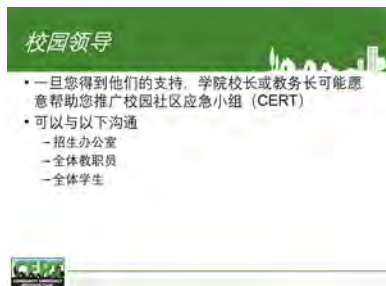 校园领导
• 一旦您得到他们的支持，学院校长或教务长可能愿
意帮助您推广校园社区应急小组（CERT）
• 可以与以下沟通
–招生办公室
–全体教职员
–全体学生
CERT